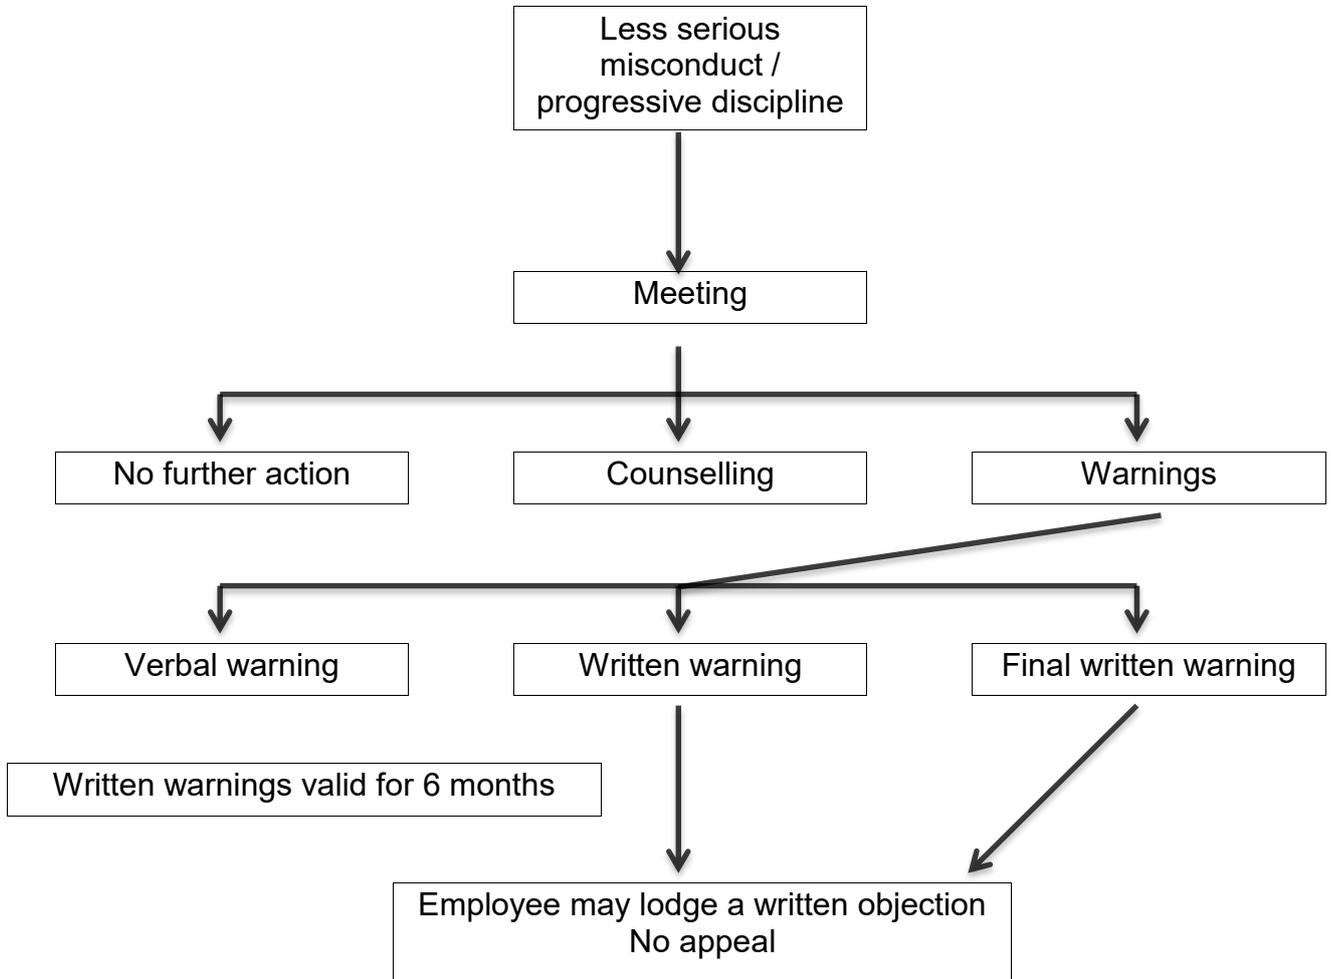 Less serious
misconduct /
progressive discipline
Meeting
No further action
Counselling
Warnings
Verbal warning
Written warning
Final written warning
Written warnings valid for 6 months
Employee may lodge a written objection
No appeal